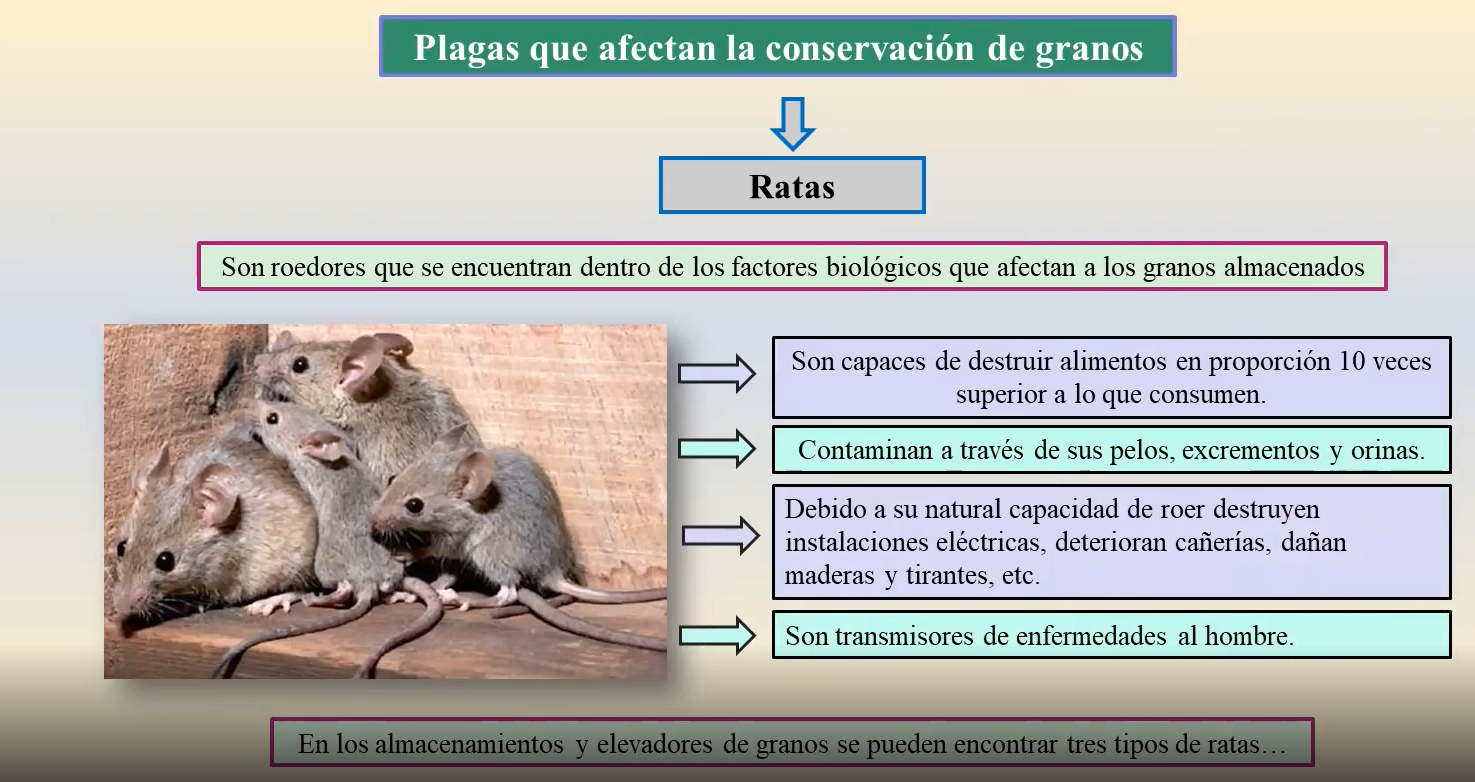 Plagas que afectan la conservación de granos
Ratas
Son roedores que se encuentran dentro de los factores biológicos que afectan a los granos almacenados
Son capaces de destruir alimentos en proporción 10 veces
superior a lo que consumen.
Contaminan a través de sus pelos, excrementos y orinas.
Debido a su natural capacidad de roer destruyen
instalaciones eléctricas, deterioran cañerías, dañan
maderas y tirantes, etc.
Son transmisores de enfermedades al hombre.
En los almacenamientos y elevadores de granos se pueden encontrar tres tipos de ratas…